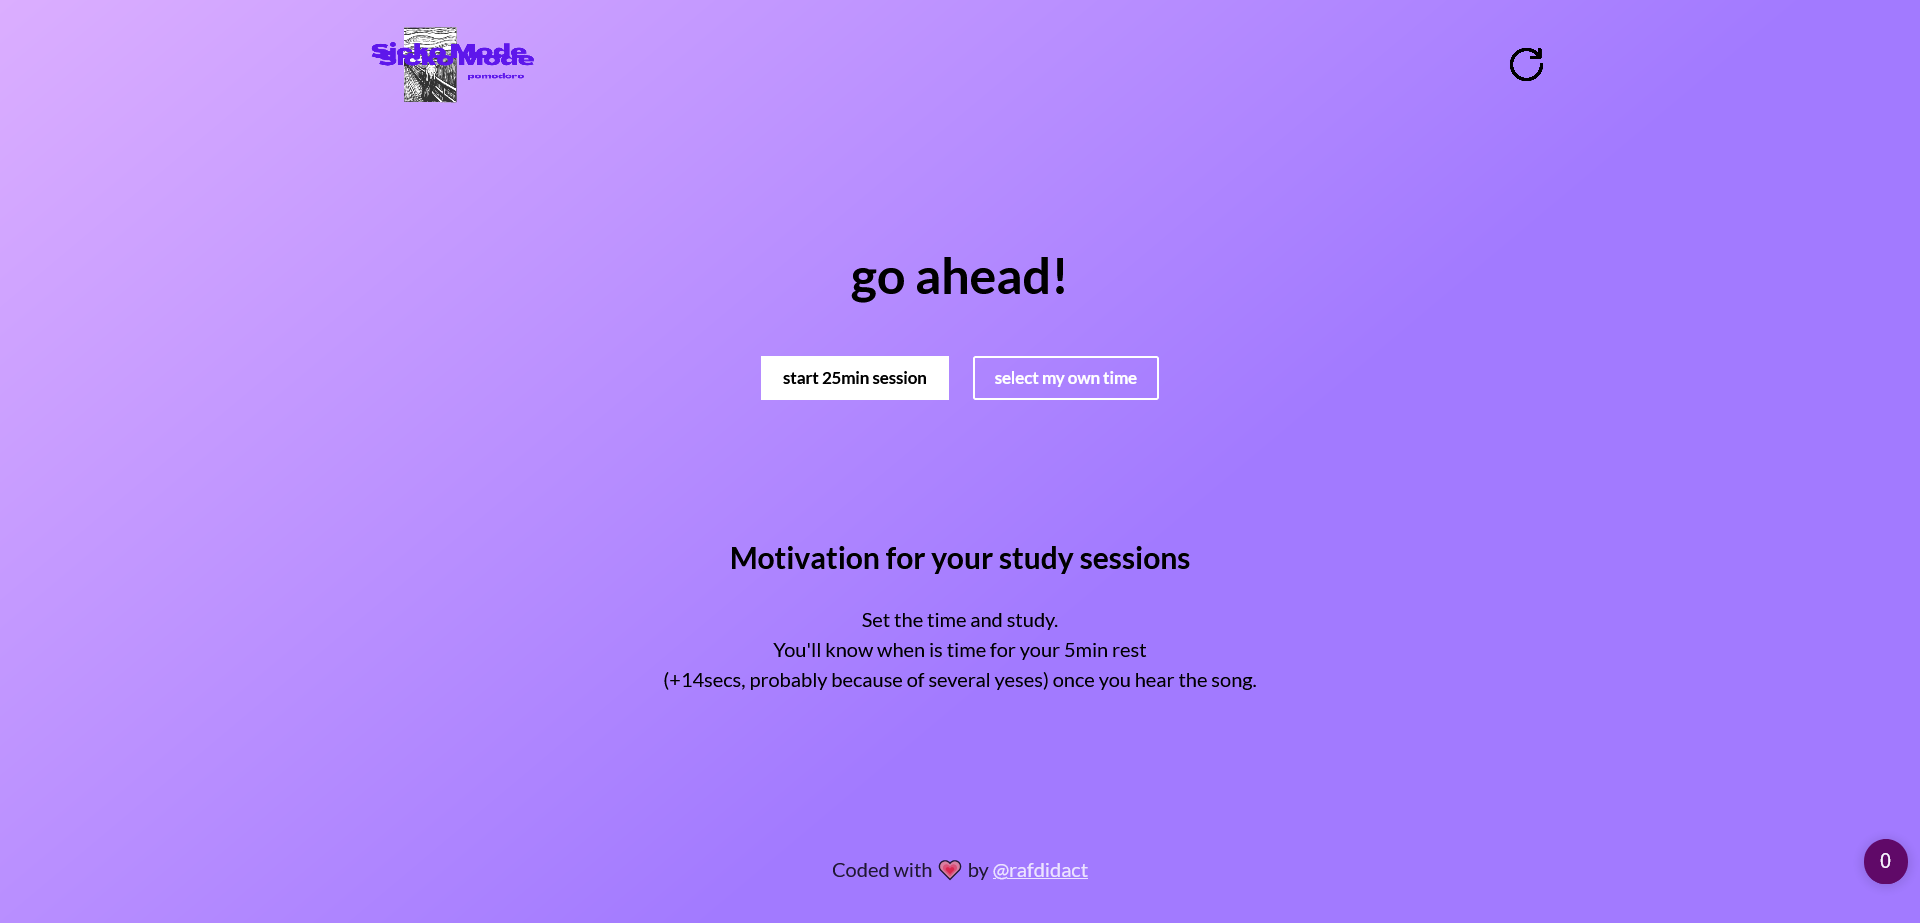 Sicko Mode
Sicko Mode
pomodoro
go ahead!
start 25min session
select my own time
Motivation for your study sessions
Set the time and study.
You'll know when is time for your 5min rest
(+14secs, probably because of several yeses) once you hear the song.
Coded with by @rafdidact
0